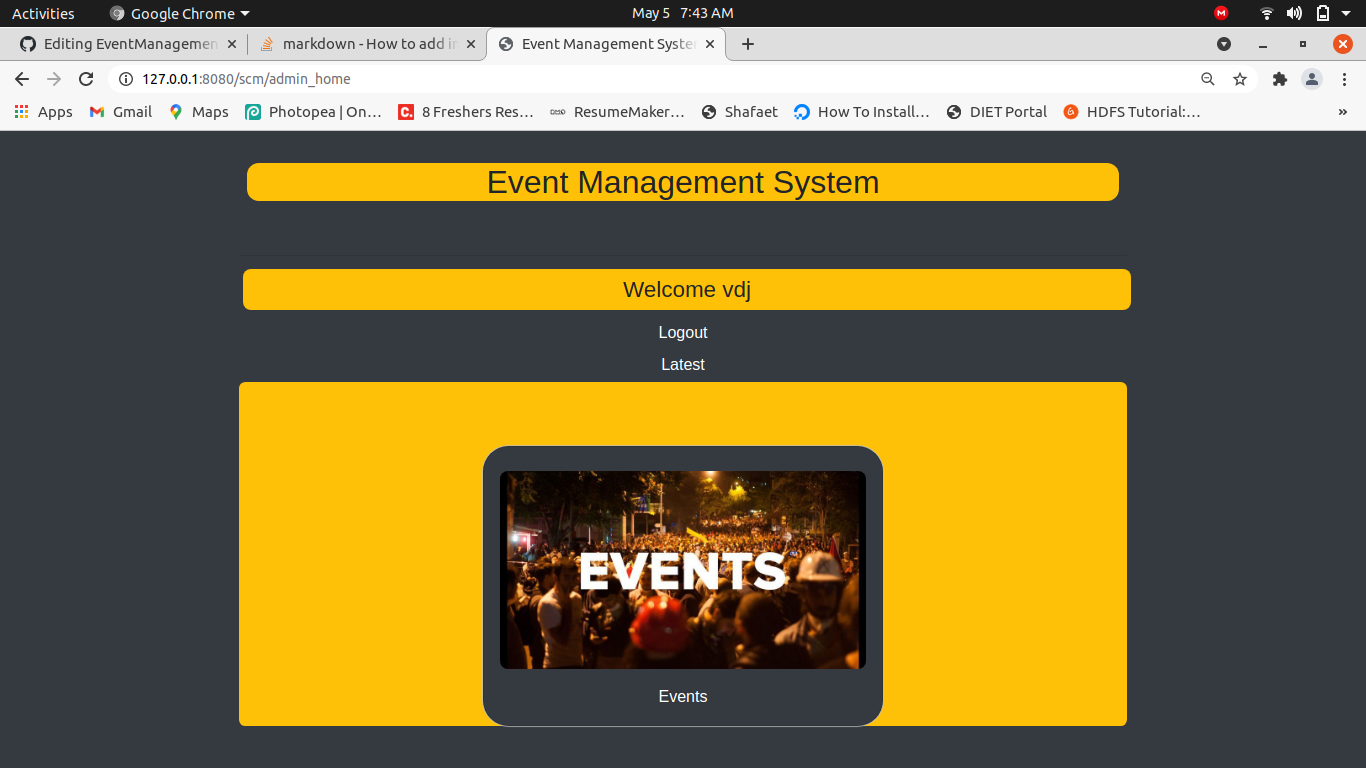 Activities Google Chrome May 5 7:43 AM
Editing EventManagemen markdown - How to add in Event Management Syste
127.0.0.1:8080/scm/admin_home
Apps Gmail Maps Photopea | On... 8 Freshers Res... ResumeMaker... Shafaet How To Install... DIET Portal HDFS Tutorial:... »
Event Management System
Welcome vdj
Logout
Latest
EVENTS
Events